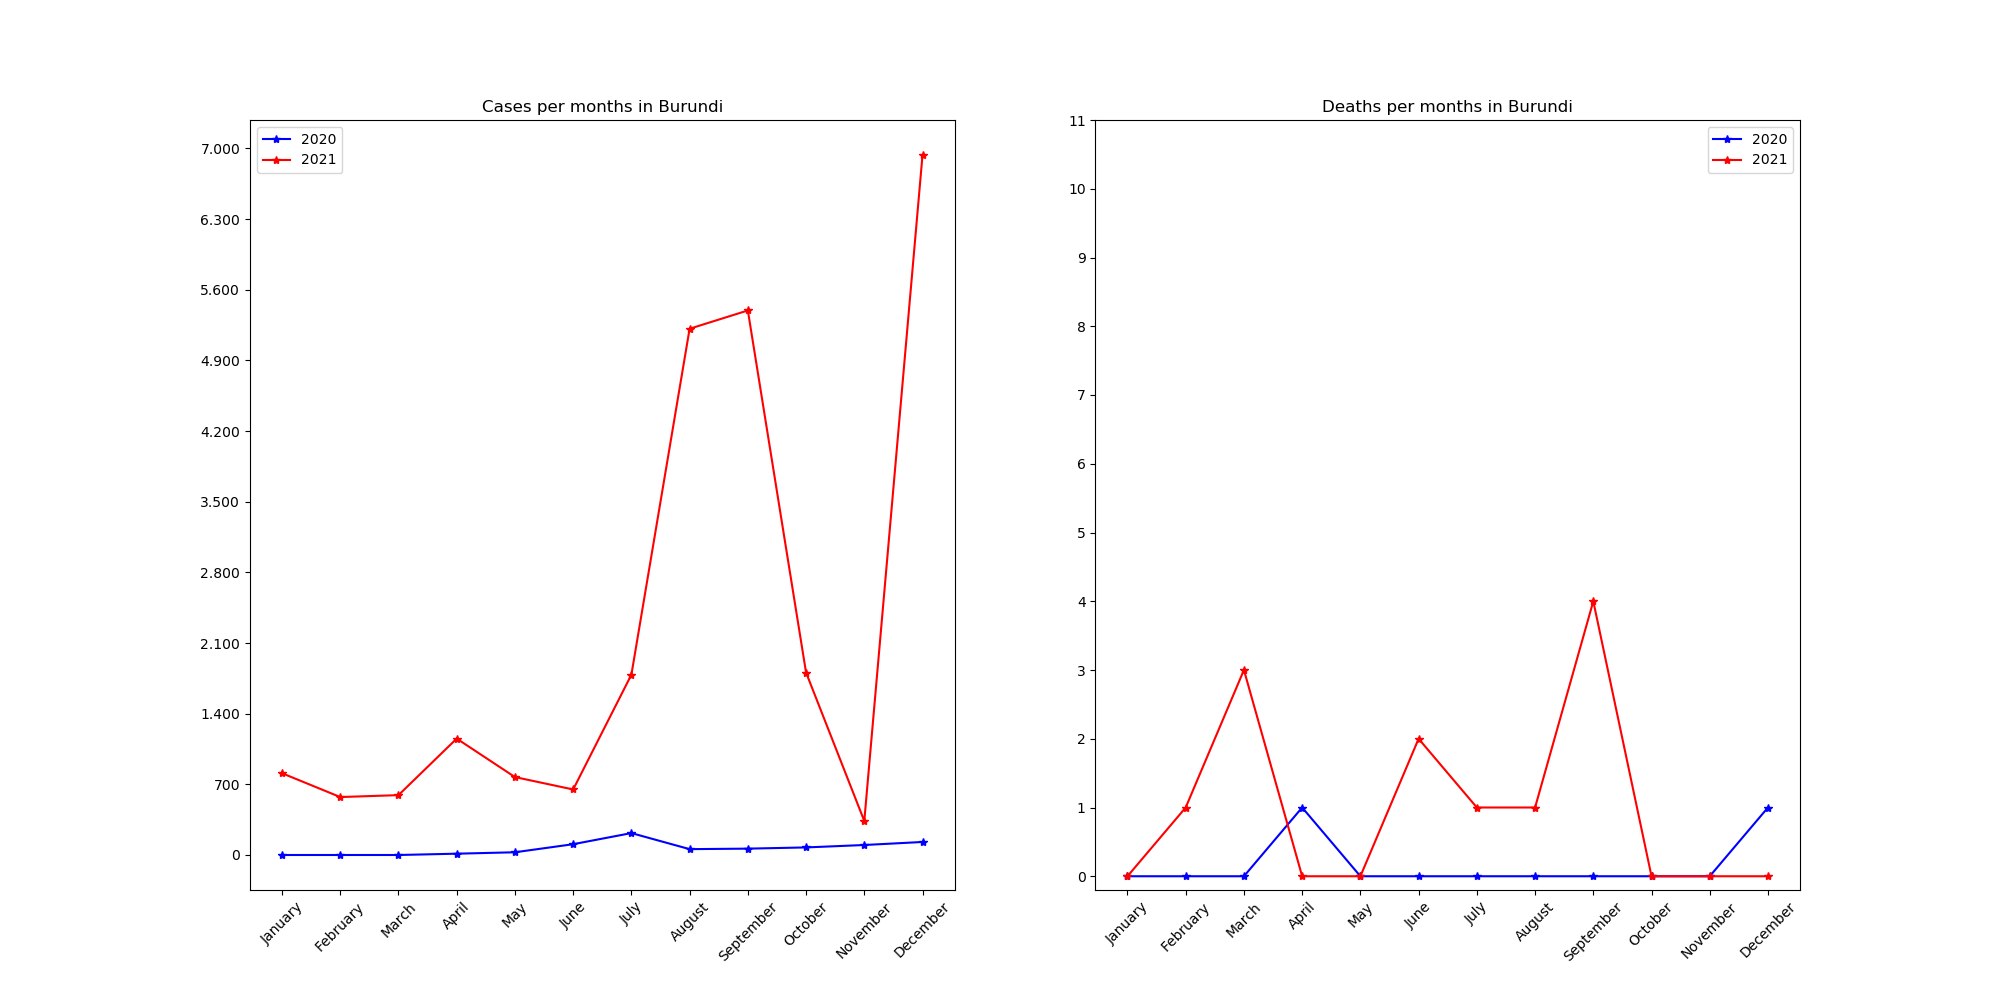 Cases per months in Burundi
2020
2021
7.000
6.300
5.600
4.900
4.200
3.500
2.800
2.100
1.400
700
0
January
February
March
April
May
June
July
August
September
October
November
December
Deaths per months in Burundi
2020
2021
11
10
9
8
7
6
5
4
3
2
1
0
January
February
March
April
May
June
July
August
September
October
November
December